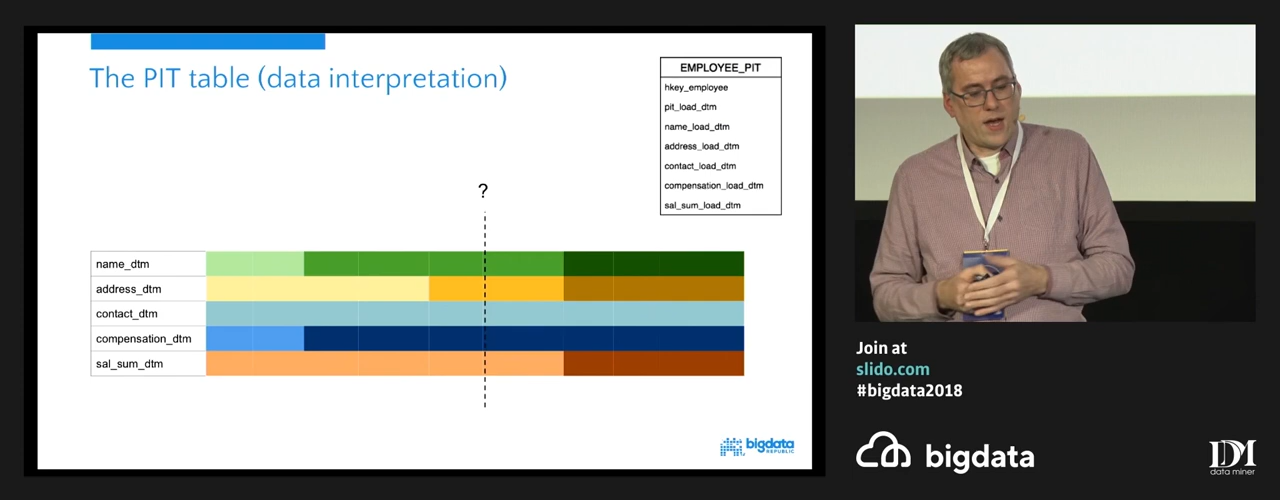 The PIT table (data interpretation)
EMPLOYEE_PIT
hkey_employee
pit_load_dtm
name_load_dtm
address_load_dtm
contact_load_dtm
compensation_load_dtm
sal_sum_load_dtm
?
name_dtm
address_dtm
contact_dtm
compensation_dtm
sal_sum_dtm
bigdata
REPUBLIC
Join at
slido.com
#bigdata2018
bigdata
DM
data miner